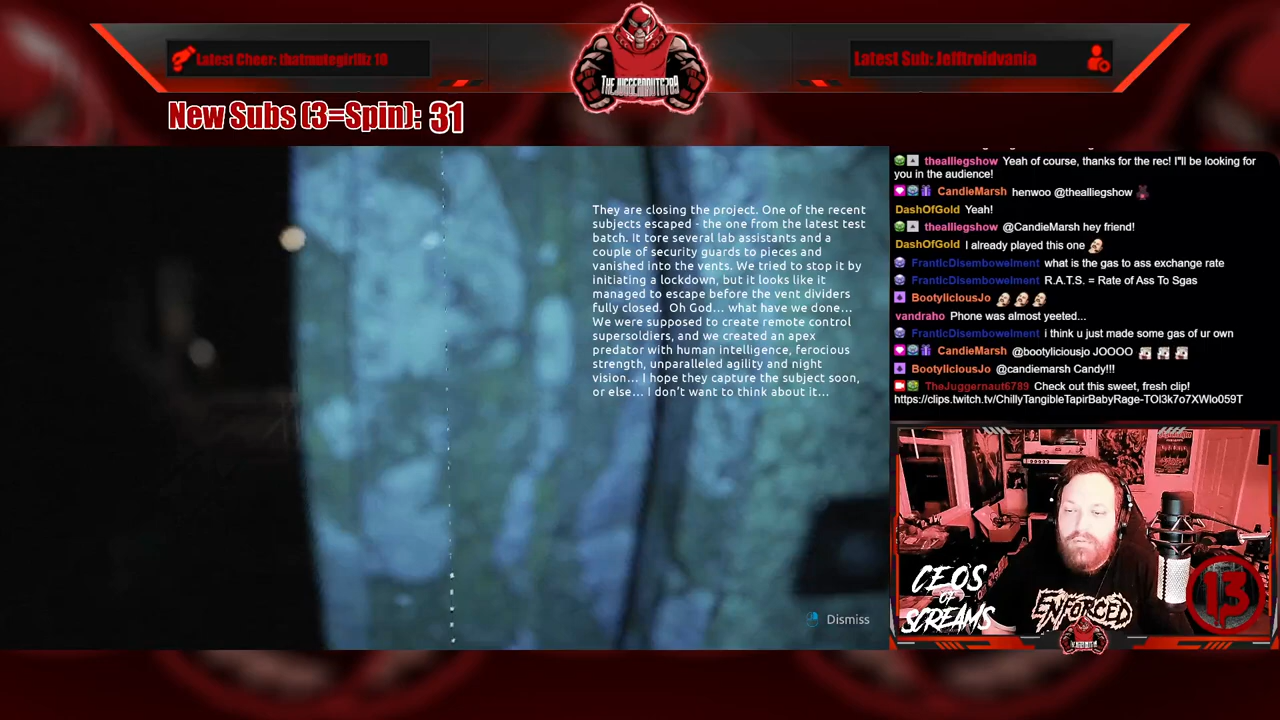 Latest Cheer: thatmutegirlliz 10
Latest Sub: Jefftroidvania
THEJUGGERNAUT6789
New Subs (3=Spin): 31
They are closing the project. One of the recent
subjects escaped - the one from the latest test
batch. It tore several lab assistants and a
couple of security guards to pieces and
vanished into the vents. We tried to stop it by
initiating a lockdown, but it looks like it
managed to escape before the vent dividers
fully closed. Oh God... what have we done...
We were supposed to create remote control
supersoldiers, and we created an apex
predator with human intelligence, ferocious
strength, unparalleled agility and night
vision... I hope they capture the subject soon,
or else... I don't want to think about it...
Dismiss
thealliegshow Yeah of course, thanks for the rec! I"ll be looking for
you in the audience!
CandieMarsh henwoo @thealliegshow
DashOfGold Yeah!
thealliegshow @CandieMarsh hey friend!
DashOfGold I already played this one
FranticDisembowelment what is the gas to ass exchange rate
FranticDisembowelment R.A.T.S. = Rate of Ass To Sgas
BootyliciousJo
vandraho Phone was almost yeeted...
FranticDisembowelment i think u just made some gas of ur own
CandieMarsh @bootyliciousjo JOOOO
BootyliciousJo @candiemarsh Candy!!!
TheJuggernaut6789 Check out this sweet, fresh clip!
https://clips.twitch.tv/ChillyTangibleTapirBabyRage-TOl3k7o7XWlo059T
CEOS
OF
SCREAMS
ENFORCED
13